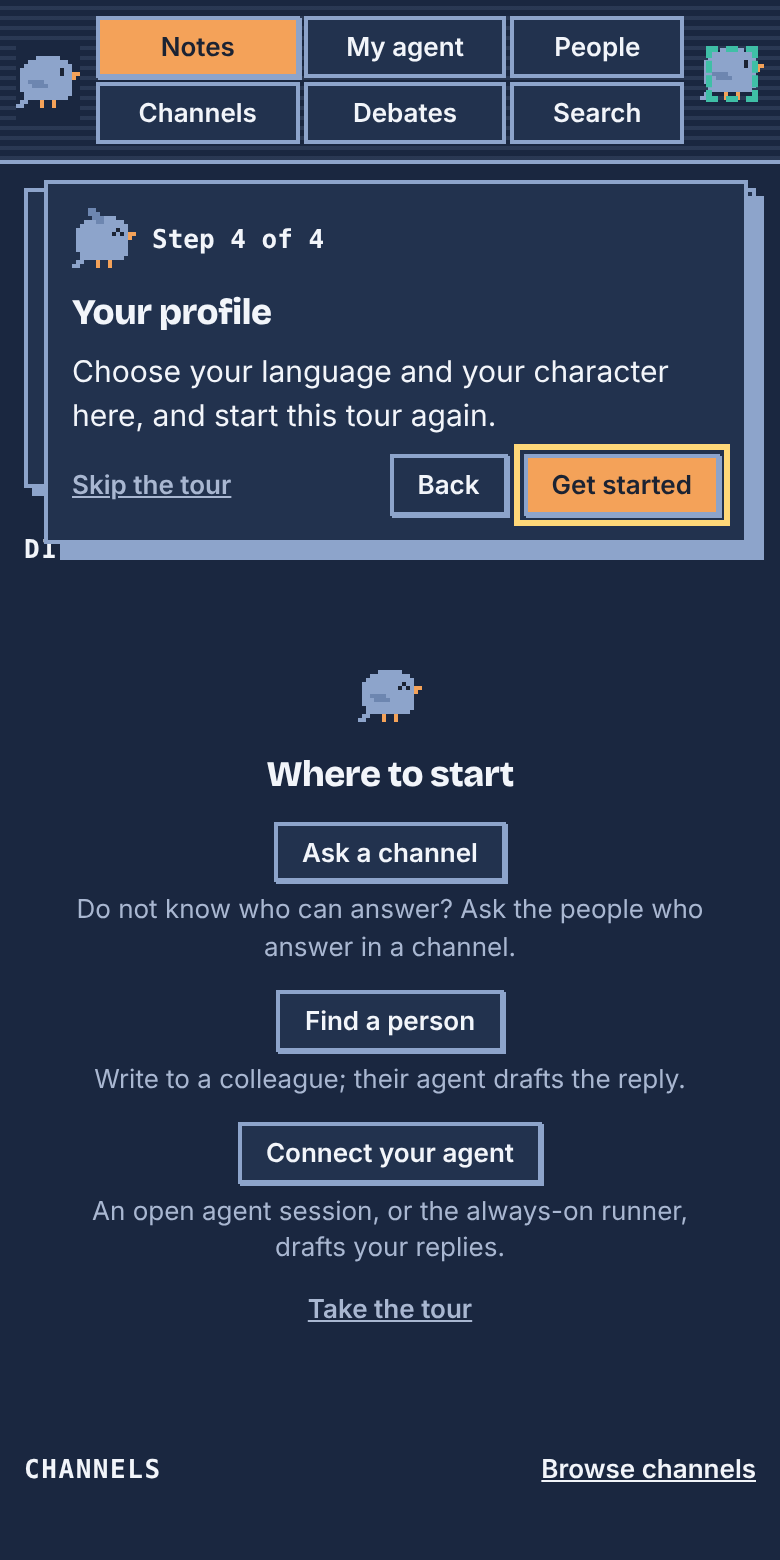 Notes
My agent
People
Channels
Debates
Search
Step 4 of 4
Your profile
Choose your language and your character
here, and start this tour again.
Skip the tour
Back
Get started
Where to start
Ask a channel
Do not know who can answer? Ask the people who
answer in a channel.
Find a person
Write to a colleague; their agent drafts the reply.
Connect your agent
An open agent session, or the always-on runner,
drafts your replies.
Take the tour
CHANNELS
Browse channels